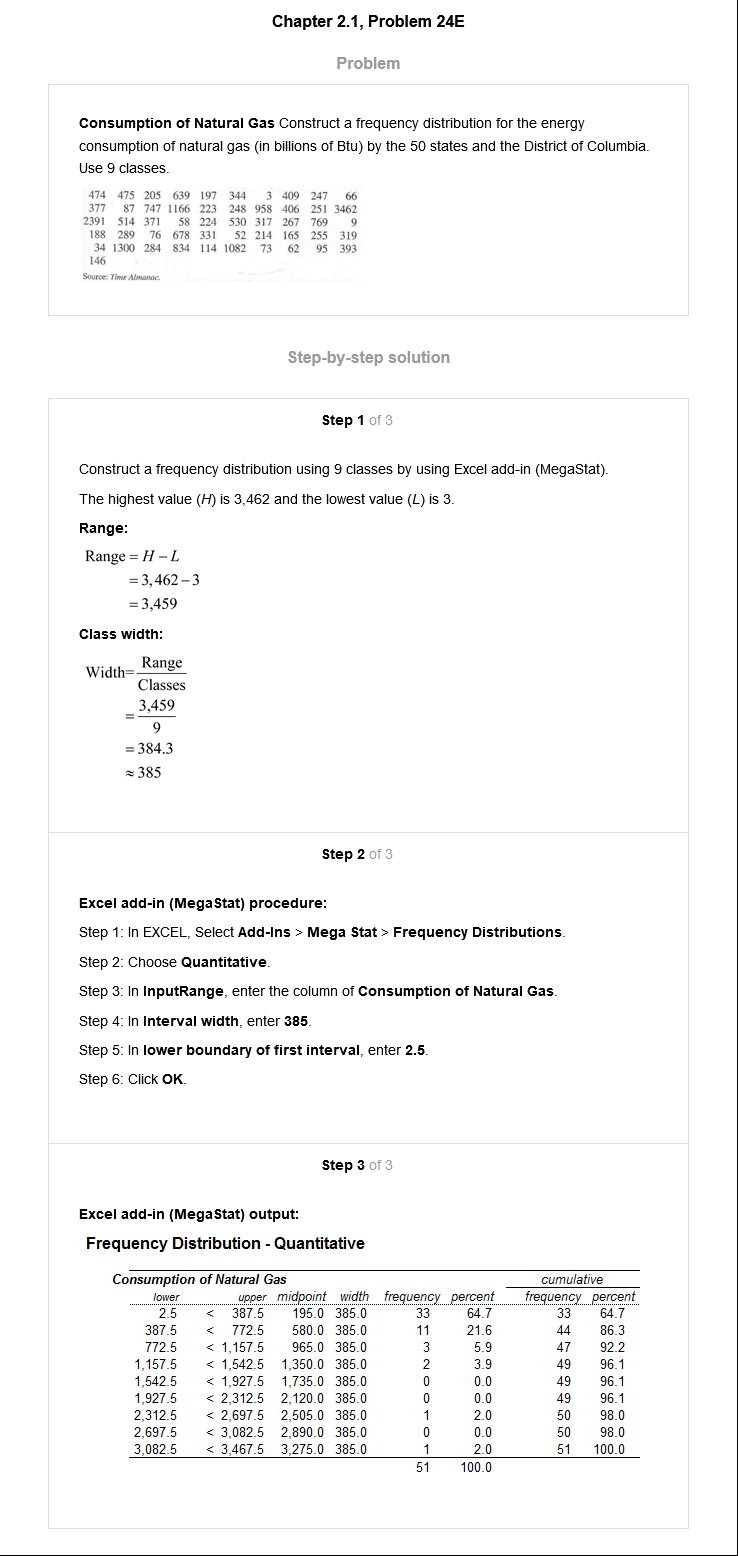 Chapter 2.1, Problem 24E
Problem
Consumption of Natural Gas Construct a frequency distribution for the energy
consumption of natural gas (in billions of Btu) by the 50 states and the District of Columbia.
Use 9 classes.
474 475 205 639 197 344 3 409 247 66
377 87 747 1166 223 248 958 406 251 3462
2391 514 371 58 224 530 317 267 769 9
188 289 76 678 331 52 214 165 255 319
34 1300 284 834 114 1082 73 62 95 393
146
Source: Time Almanac.
Step-by-step solution
Step 1 of 3
Construct a frequency distribution using 9 classes by using Excel add-in (MegaStat).
The highest value (H) is 3,462 and the lowest value (L) is 3.
Range:
Range = H – L
= 3,462 – 3
= 3,459
Class width:
Width= Range
Classes
= 3,459
9
= 384.3
≈ 385
Step 2 of 3
Excel add-in (MegaStat) procedure:
Step 1: In EXCEL, Select Add-Ins > Mega Stat > Frequency Distributions.
Step 2: Choose Quantitative.
Step 3: In InputRange, enter the column of Consumption of Natural Gas.
Step 4: In Interval width, enter 385.
Step 5: In lower boundary of first interval, enter 2.5.
Step 6: Click OK.
Step 3 of 3
Excel add-in (MegaStat) output:
Frequency Distribution - Quantitative
Consumption of Natural Gas cumulative
lower upper midpoint width frequency percent frequency percent
2.5 < 387.5 195.0 385.0 33 64.7 33 64.7
387.5 < 772.5 580.0 385.0 11 21.6 44 86.3
772.5 < 1,157.5 965.0 385.0 3 5.9 47 92.2
1,157.5 < 1,542.5 1,350.0 385.0 2 3.9 49 96.1
1,542.5 < 1,927.5 1,735.0 385.0 0 0.0 49 96.1
1,927.5 < 2,312.5 2,120.0 385.0 0 0.0 49 96.1
2,312.5 < 2,697.5 2,505.0 385.0 1 2.0 50 98.0
2,697.5 < 3,082.5 2,890.0 385.0 0 0.0 50 98.0
3,082.5 < 3,467.5 3,275.0 385.0 1 2.0 51 100.0
51 100.0